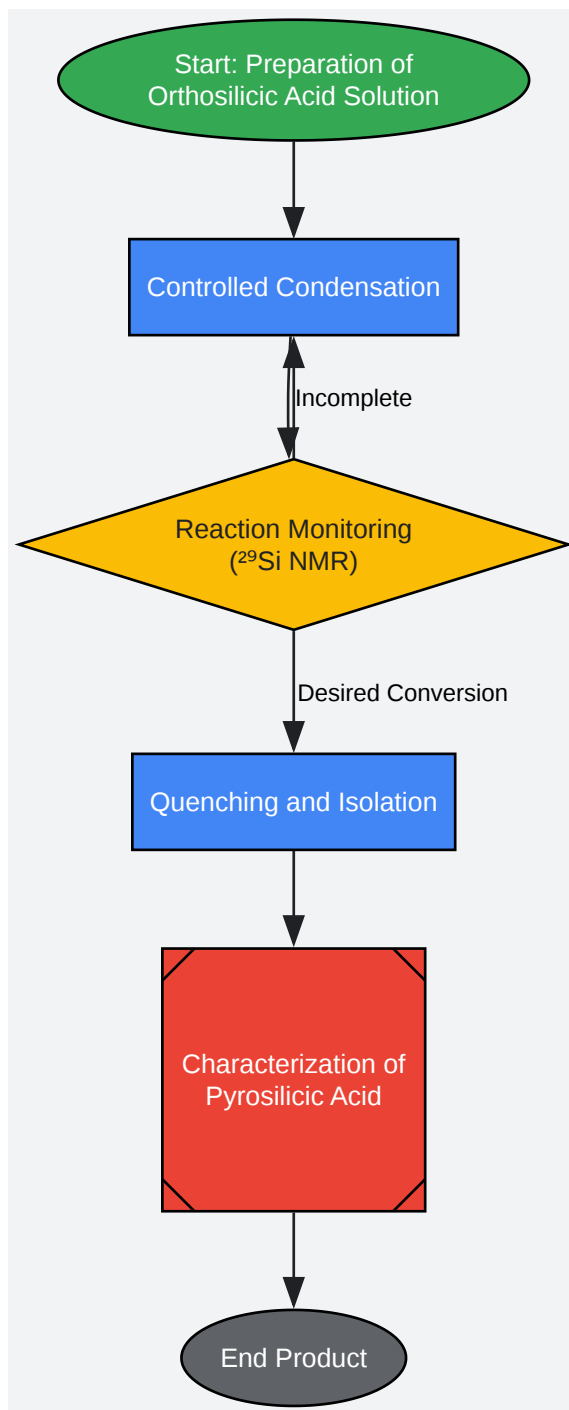 Start: Preparation of
Orthosilicic Acid Solution
Controlled Condensation
Incomplete
Reaction Monitoring
(²⁹Si NMR)
Desired Conversion
Quenching and Isolation
Characterization of
Pyrosilicic Acid
End Product